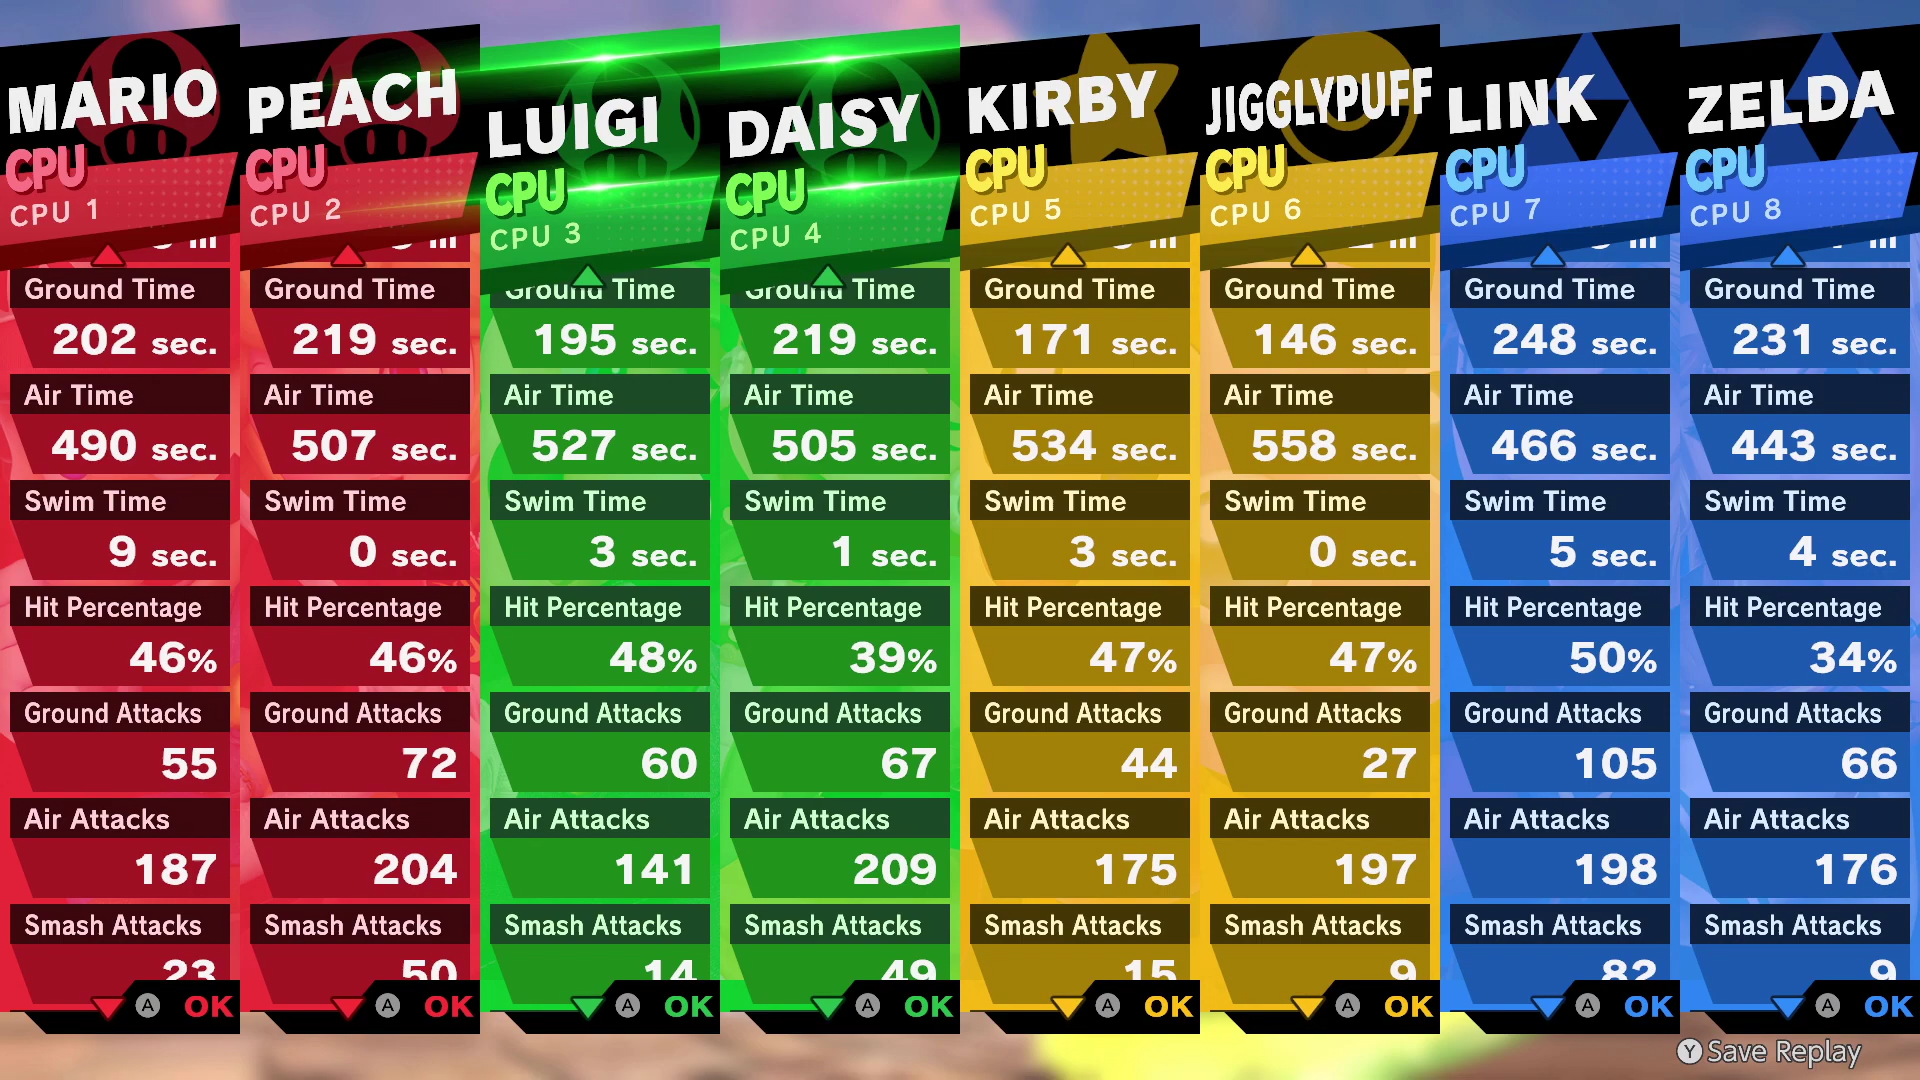 MARIO PEACH LUIGI DAISY KIRBY JIGGLYPUFF LINK ZELDA
CPU CPU CPU CPU CPU CPU CPU CPU
CPU 1 CPU 2 CPU 3 CPU 4 CPU 5 CPU 6 CPU 7 CPU 8
Ground Time Ground Time Ground Time Ground Time Ground Time Ground Time Ground Time Ground Time
202 sec. 219 sec. 195 sec. 219 sec. 171 sec. 146 sec. 248 sec. 231 sec.
Air Time Air Time Air Time Air Time Air Time Air Time Air Time Air Time
490 sec. 507 sec. 527 sec. 505 sec. 534 sec. 558 sec. 466 sec. 443 sec.
Swim Time Swim Time Swim Time Swim Time Swim Time Swim Time Swim Time Swim Time
9 sec. 0 sec. 3 sec. 1 sec. 3 sec. 0 sec. 5 sec. 4 sec.
Hit Percentage Hit Percentage Hit Percentage Hit Percentage Hit Percentage Hit Percentage Hit Percentage Hit Percentage
46% 46% 48% 39% 47% 47% 50% 34%
Ground Attacks Ground Attacks Ground Attacks Ground Attacks Ground Attacks Ground Attacks Ground Attacks Ground Attacks
55 72 60 67 44 27 105 66
Air Attacks Air Attacks Air Attacks Air Attacks Air Attacks Air Attacks Air Attacks Air Attacks
187 204 141 209 175 197 198 176
Smash Attacks Smash Attacks Smash Attacks Smash Attacks Smash Attacks Smash Attacks Smash Attacks Smash Attacks
23 50 14 49 15 9 82 9
A OK A OK A OK A OK A OK A OK A OK A OK
Y Save Replay